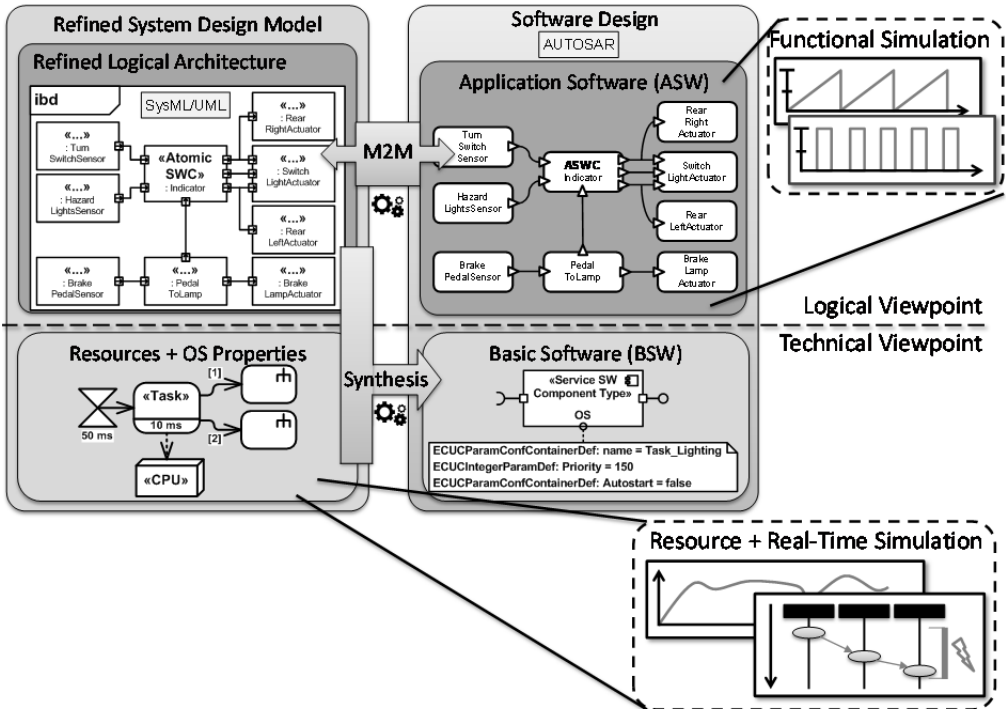 Refined System Design Model
Refined Logical Architecture
ibd
SysML/UML
«...»
: Turn
SwitchSensor
«...»
: Hazard
LightsSensor
«Atomic
SWC»
: Indicator
«...»
: Rear
RightActuator
«...»
: Switch
LightActuator
«...»
: Rear
LeftActuator
«...»
: Brake
PedalSensor
«...»
: Pedal
ToLamp
«...»
: Brake
LampActuator
M2M
Software Design
AUTOSAR
Application Software (ASW)
Turn
Switch
Sensor
Hazard
LightsSensor
ASWC
Indicator
Rear
Right
Actuator
Switch
LightActuator
Rear
LeftActuator
Brake
PedalSensor
Pedal
ToLamp
Brake
Lamp
Actuator
Functional Simulation
Logical Viewpoint
Technical Viewpoint
Resources + OS Properties
50 ms
«Task»
10 ms
[1]
[2]
«CPU»
Synthesis
Basic Software (BSW)
«Service SW
Component Type»
OS
ECUCParamConfContainerDef: name = Task_Lighting
ECUCIntegerParamDef: Priority = 150
ECUCParamConfContainerDef: Autostart = false
Resource + Real-Time Simulation